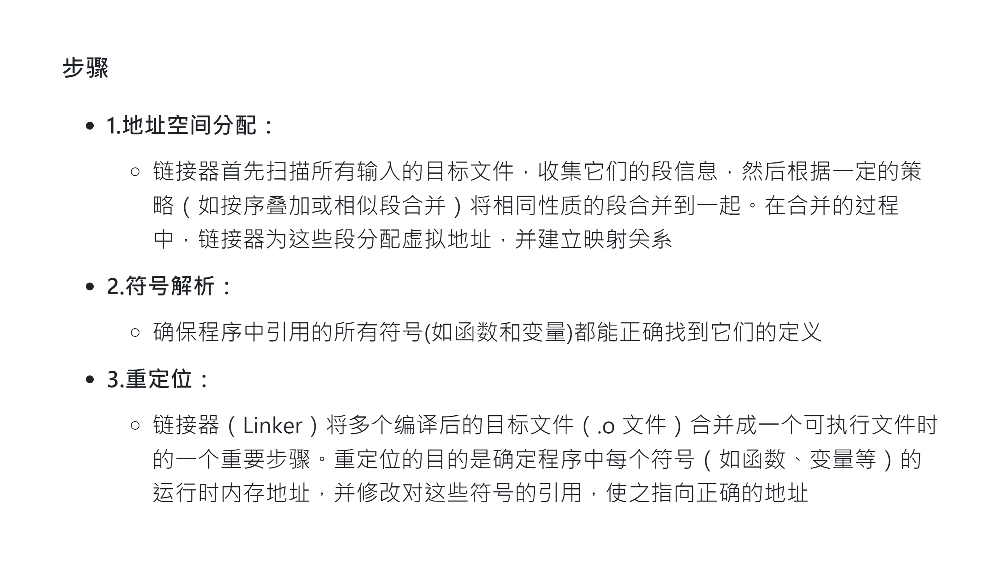 步骤
1.地址空间分配：
链接器首先扫描所有输入的目标文件，收集它们的段信息，然后根据一定的策
略（如按序叠加或相似段合并）将相同性质的段合并到一起。在合并的过程
中，链接器为这些段分配虚拟地址，并建立映射关系
2.符号解析：
确保程序中引用的所有符号(如函数和变量)都能正确找到它们的定义
3.重定位：
链接器（Linker）将多个编译后的目标文件（.o 文件）合并成一个可执行文件时
的一个重要步骤。重定位的目的是确定程序中每个符号（如函数、变量等）的
运行时内存地址，并修改对这些符号的引用，使之指向正确的地址